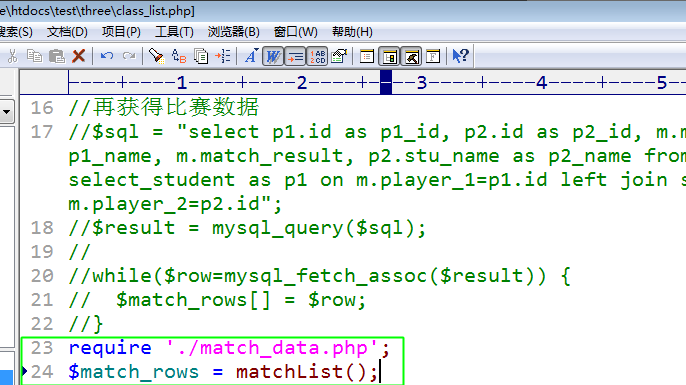 e\htdocs\test\three\class_list.php]
搜索(S) 文档(D) 项目(P) 工具(T) 浏览器(B) 窗口(W) 帮助(H)
----+----1----+----2----+----3----+----4----+----5
16 //再获得比赛数据
17 //$sql = "select p1.id as p1_id, p2.id as p2_id, m.m
p1_name, m.match_result, p2.stu_name as p2_name from
select_student as p1 on m.player_1=p1.id left join s
m.player_2=p2.id";
18 //$result = mysql_query($sql);
19 //
20 //while($row=mysql_fetch_assoc($result)) {
21 //  $match_rows[] = $row;
22 //}
23 require './match_data.php';
24 $match_rows = matchList();